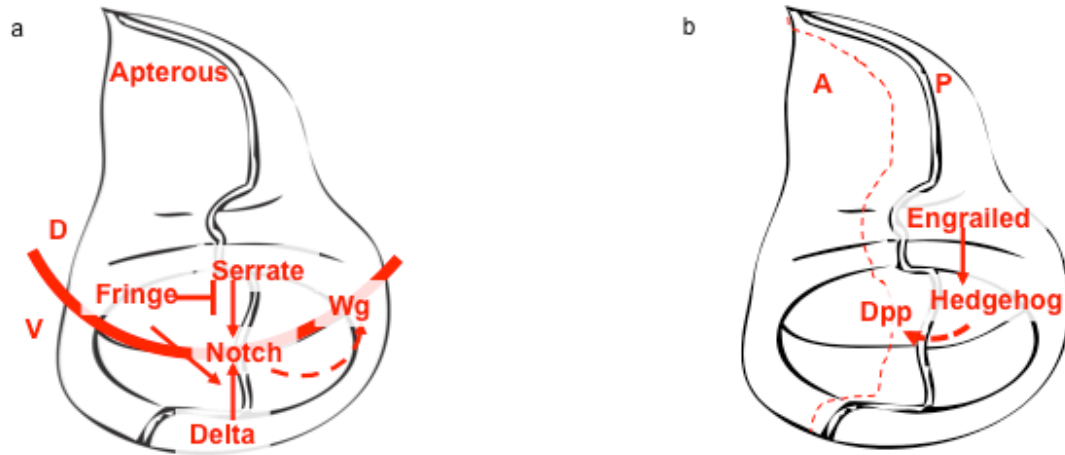 a
Apterous
D
Serrate
Fringe
Wg
V
Notch
Delta
b
A
P
Engrailed
Dpp
Hedgehog